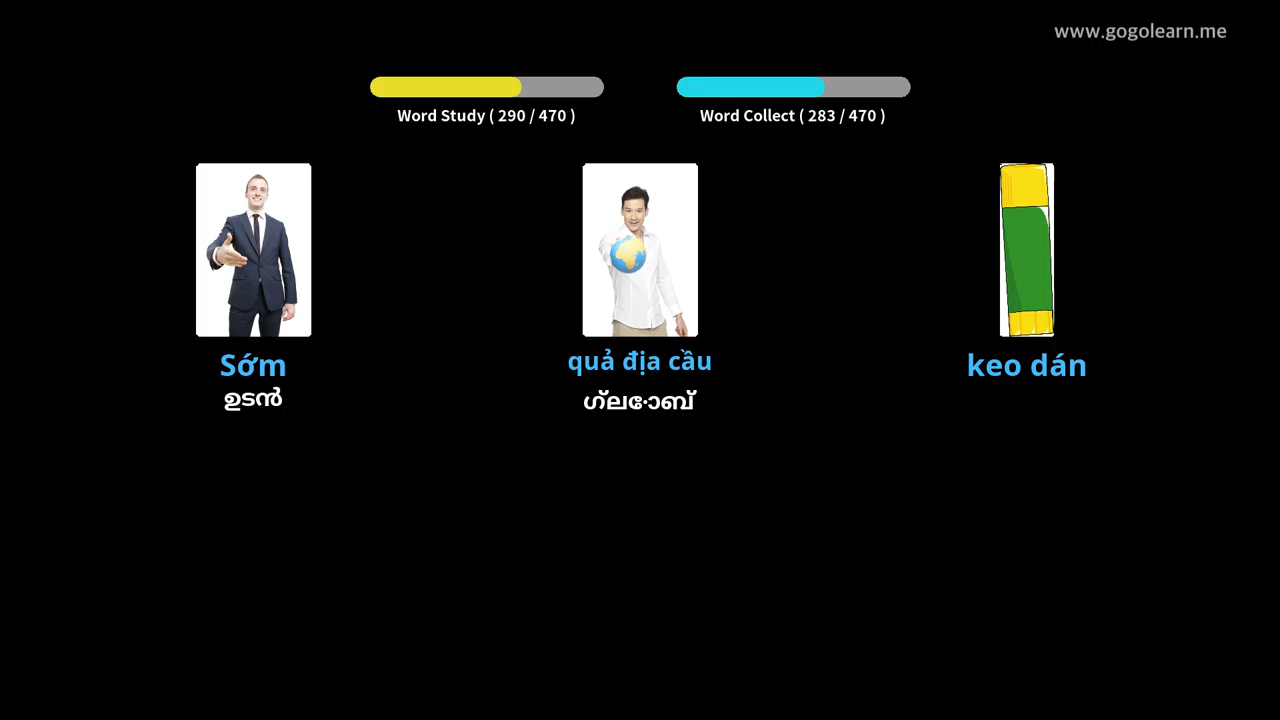 www.gogolearn.me
Word Study ( 290 / 470 )
Word Collect ( 283 / 470 )
Sớm
quả địa cầu
keo dán
ഉടൻ
ഗ്ലോബ്